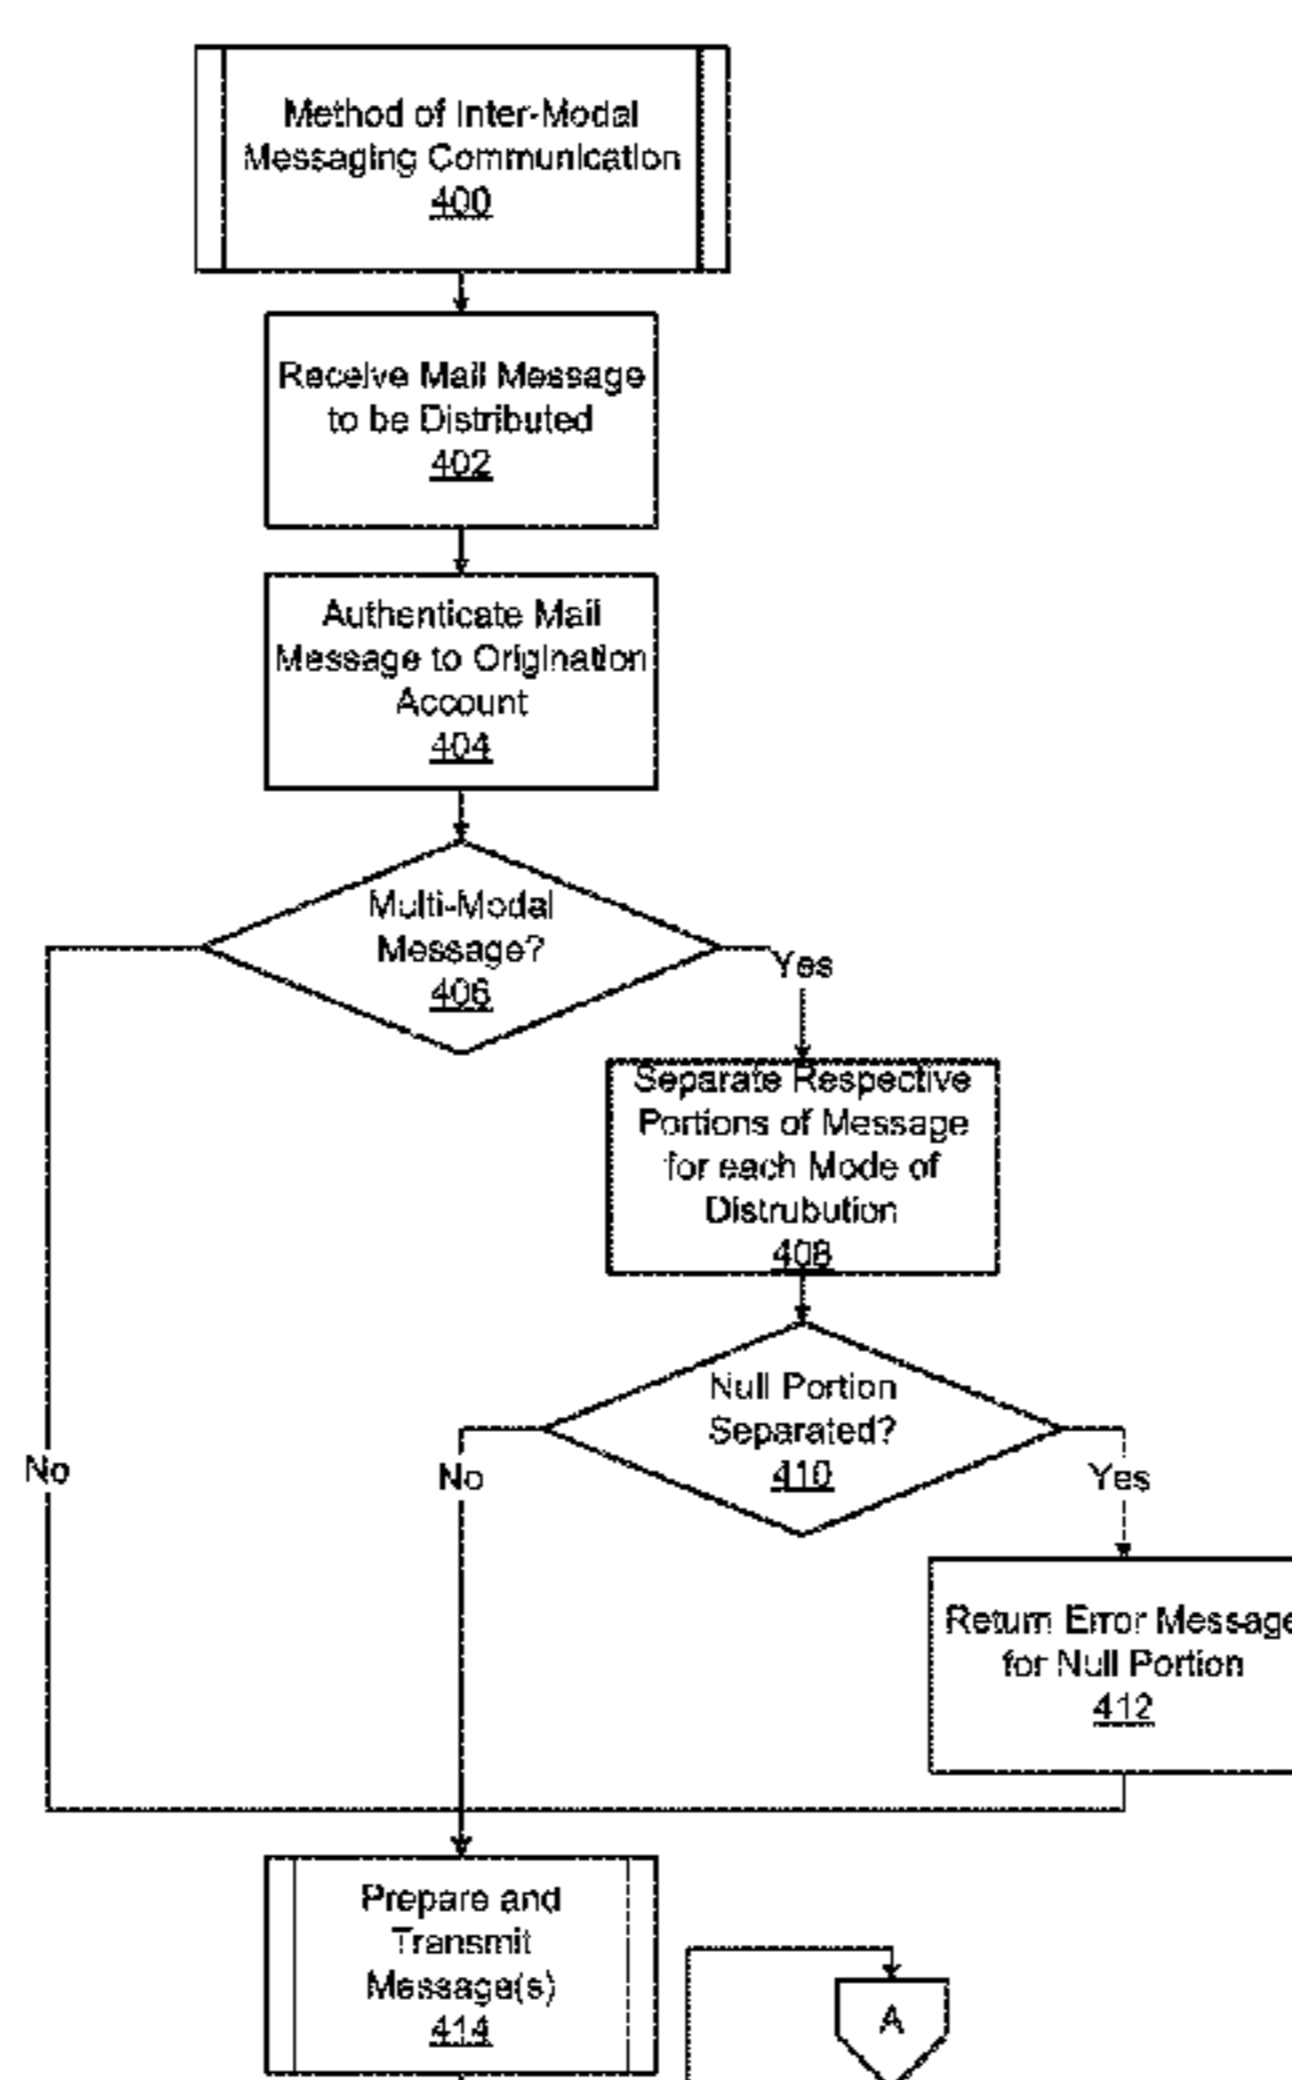 Method of Inter-Modal
Messaging Communication
400
Receive Mail Message
to be Distributed
402
Authenticate Mail
Message to Origination
Account
404
Multi-Modal
Message?
406
Yes
Separate Respective
Portions of Message
for each Mode of
Distrubution
408
Null Portion
Separated?
410
No
No
Yes
Return Error Message
for Null Portion
412
Prepare and
Transmit
Message(s)
414
A